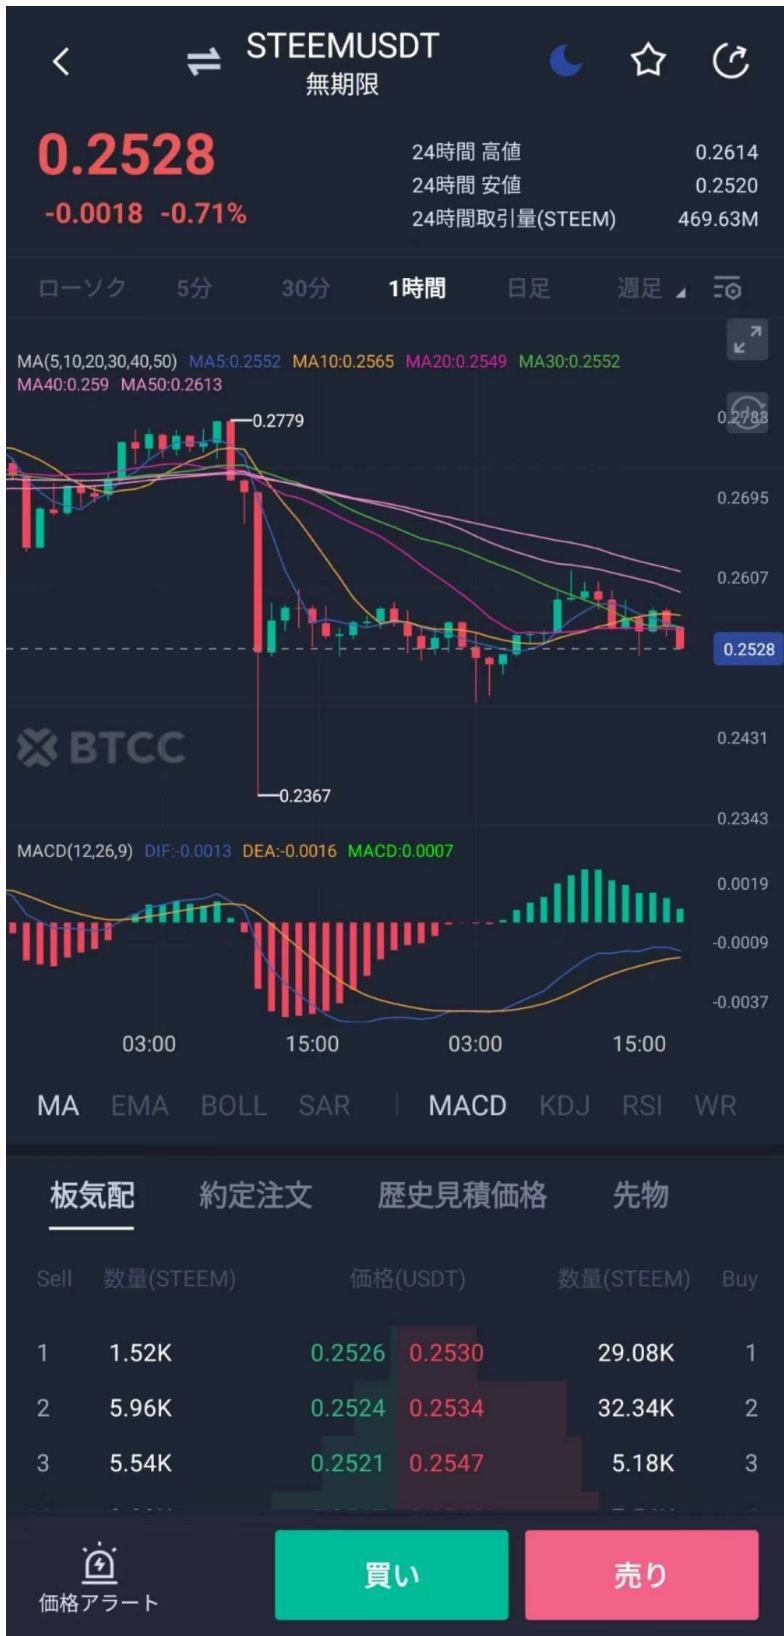 STEEMUSDT
無期限
0.2528
-0.0018 -0.71%
24時間 高値 0.2614
24時間 安値 0.2520
24時間取引量(STEEM) 469.63M
ローソク 5分 30分 1時間 日足 週足
MA(5,10,20,30,40,50) MA5:0.2552 MA10:0.2565 MA20:0.2549 MA30:0.2552
MA40:0.259 MA50:0.2613
0.2779
0.2783
0.2695
0.2607
0.2528
BTCC
0.2431
0.2367
0.2343
MACD(12,26,9) DIF:-0.0013 DEA:-0.0016 MACD:0.0007
0.0019
-0.0009
-0.0037
03:00 15:00 03:00 15:00
MA EMA BOLL SAR MACD KDJ RSI WR
板気配 約定注文 歴史見積価格 先物
Sell 数量(STEEM) 価格(USDT) 数量(STEEM) Buy
1 1.52K 0.2526 0.2530 29.08K 1
2 5.96K 0.2524 0.2534 32.34K 2
3 5.54K 0.2521 0.2547 5.18K 3
価格アラート
買い
売り